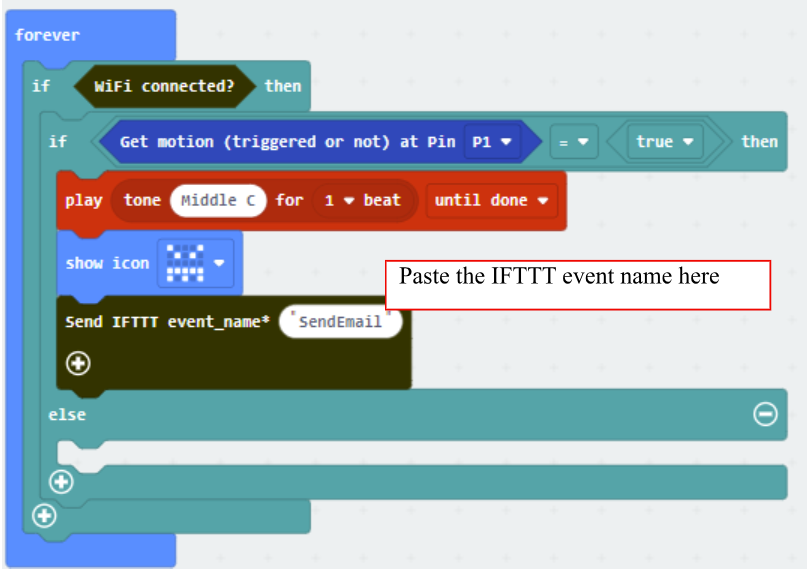 forever
if WiFi connected? then
if Get motion (triggered or not) at Pin P1 = true then
play tone Middle C for 1 beat until done
show icon
Paste the IFTTT event name here
Send IFTTT event_name* "SendEmail"
else